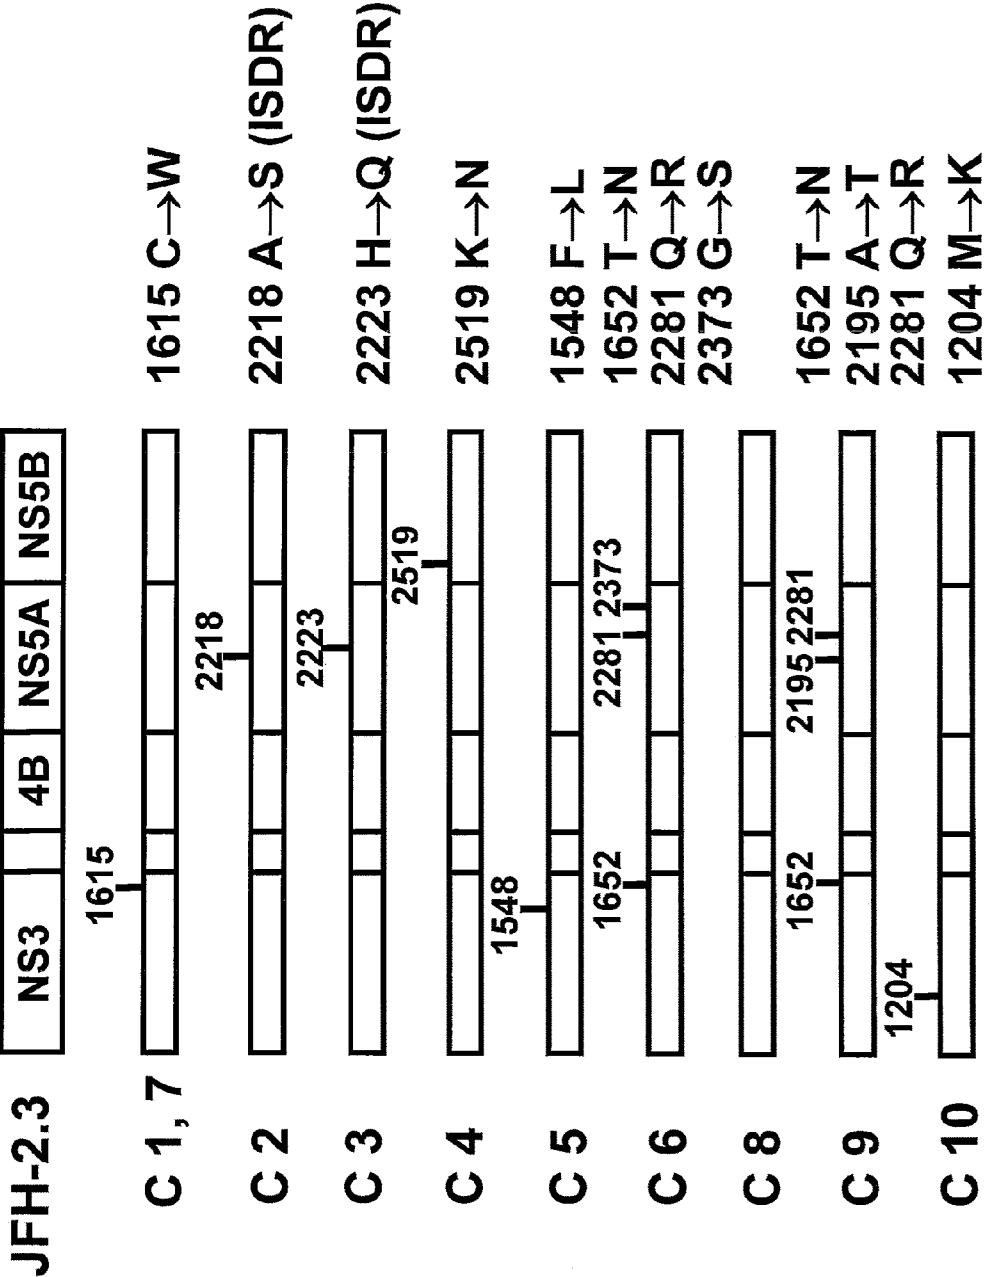 JFH-2.3
NS3
4B
NS5A
NS5B
C 1, 7
1615
1615 C→W
C 2
2218
2218 A→S (ISDR)
C 3
2223
2223 H→Q (ISDR)
C 4
2519
2519 K→N
C 5
1548
1548 F→L
C 6
1652
2281
2373
1652 T→N
2281 Q→R
2373 G→S
C 8
C 9
1652
2195
2281
1652 T→N
2195 A→T
2281 Q→R
C 10
1204
1204 M→K